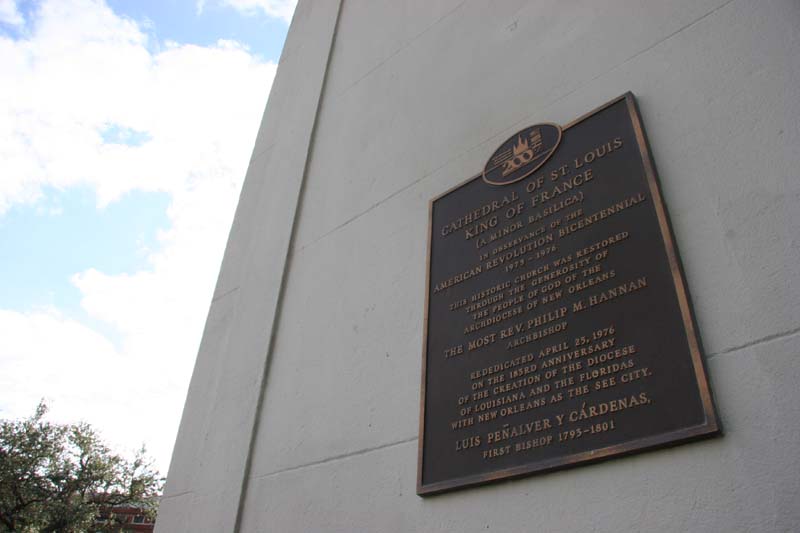 200
CATHEDRAL OF ST. LOUIS
KING OF FRANCE
(A MINOR BASILICA)
IN OBSERVANCE OF THE
AMERICAN REVOLUTION BICENTENNIAL
1975 - 1976
THIS HISTORIC CHURCH WAS RESTORED
THROUGH THE GENEROSITY OF
THE PEOPLE OF GOD OF THE
ARCHDIOCESE OF NEW ORLEANS
THE MOST REV. PHILIP M. HANNAN
ARCHBISHOP
REDEDICATED APRIL 25, 1976
ON THE 183RD ANNIVERSARY
OF THE CREATION OF THE DIOCESE
OF LOUISIANA AND THE FLORIDAS
WITH NEW ORLEANS AS THE SEE CITY.
LUIS PEÑALVER Y CÁRDENAS,
FIRST BISHOP 1793-1801